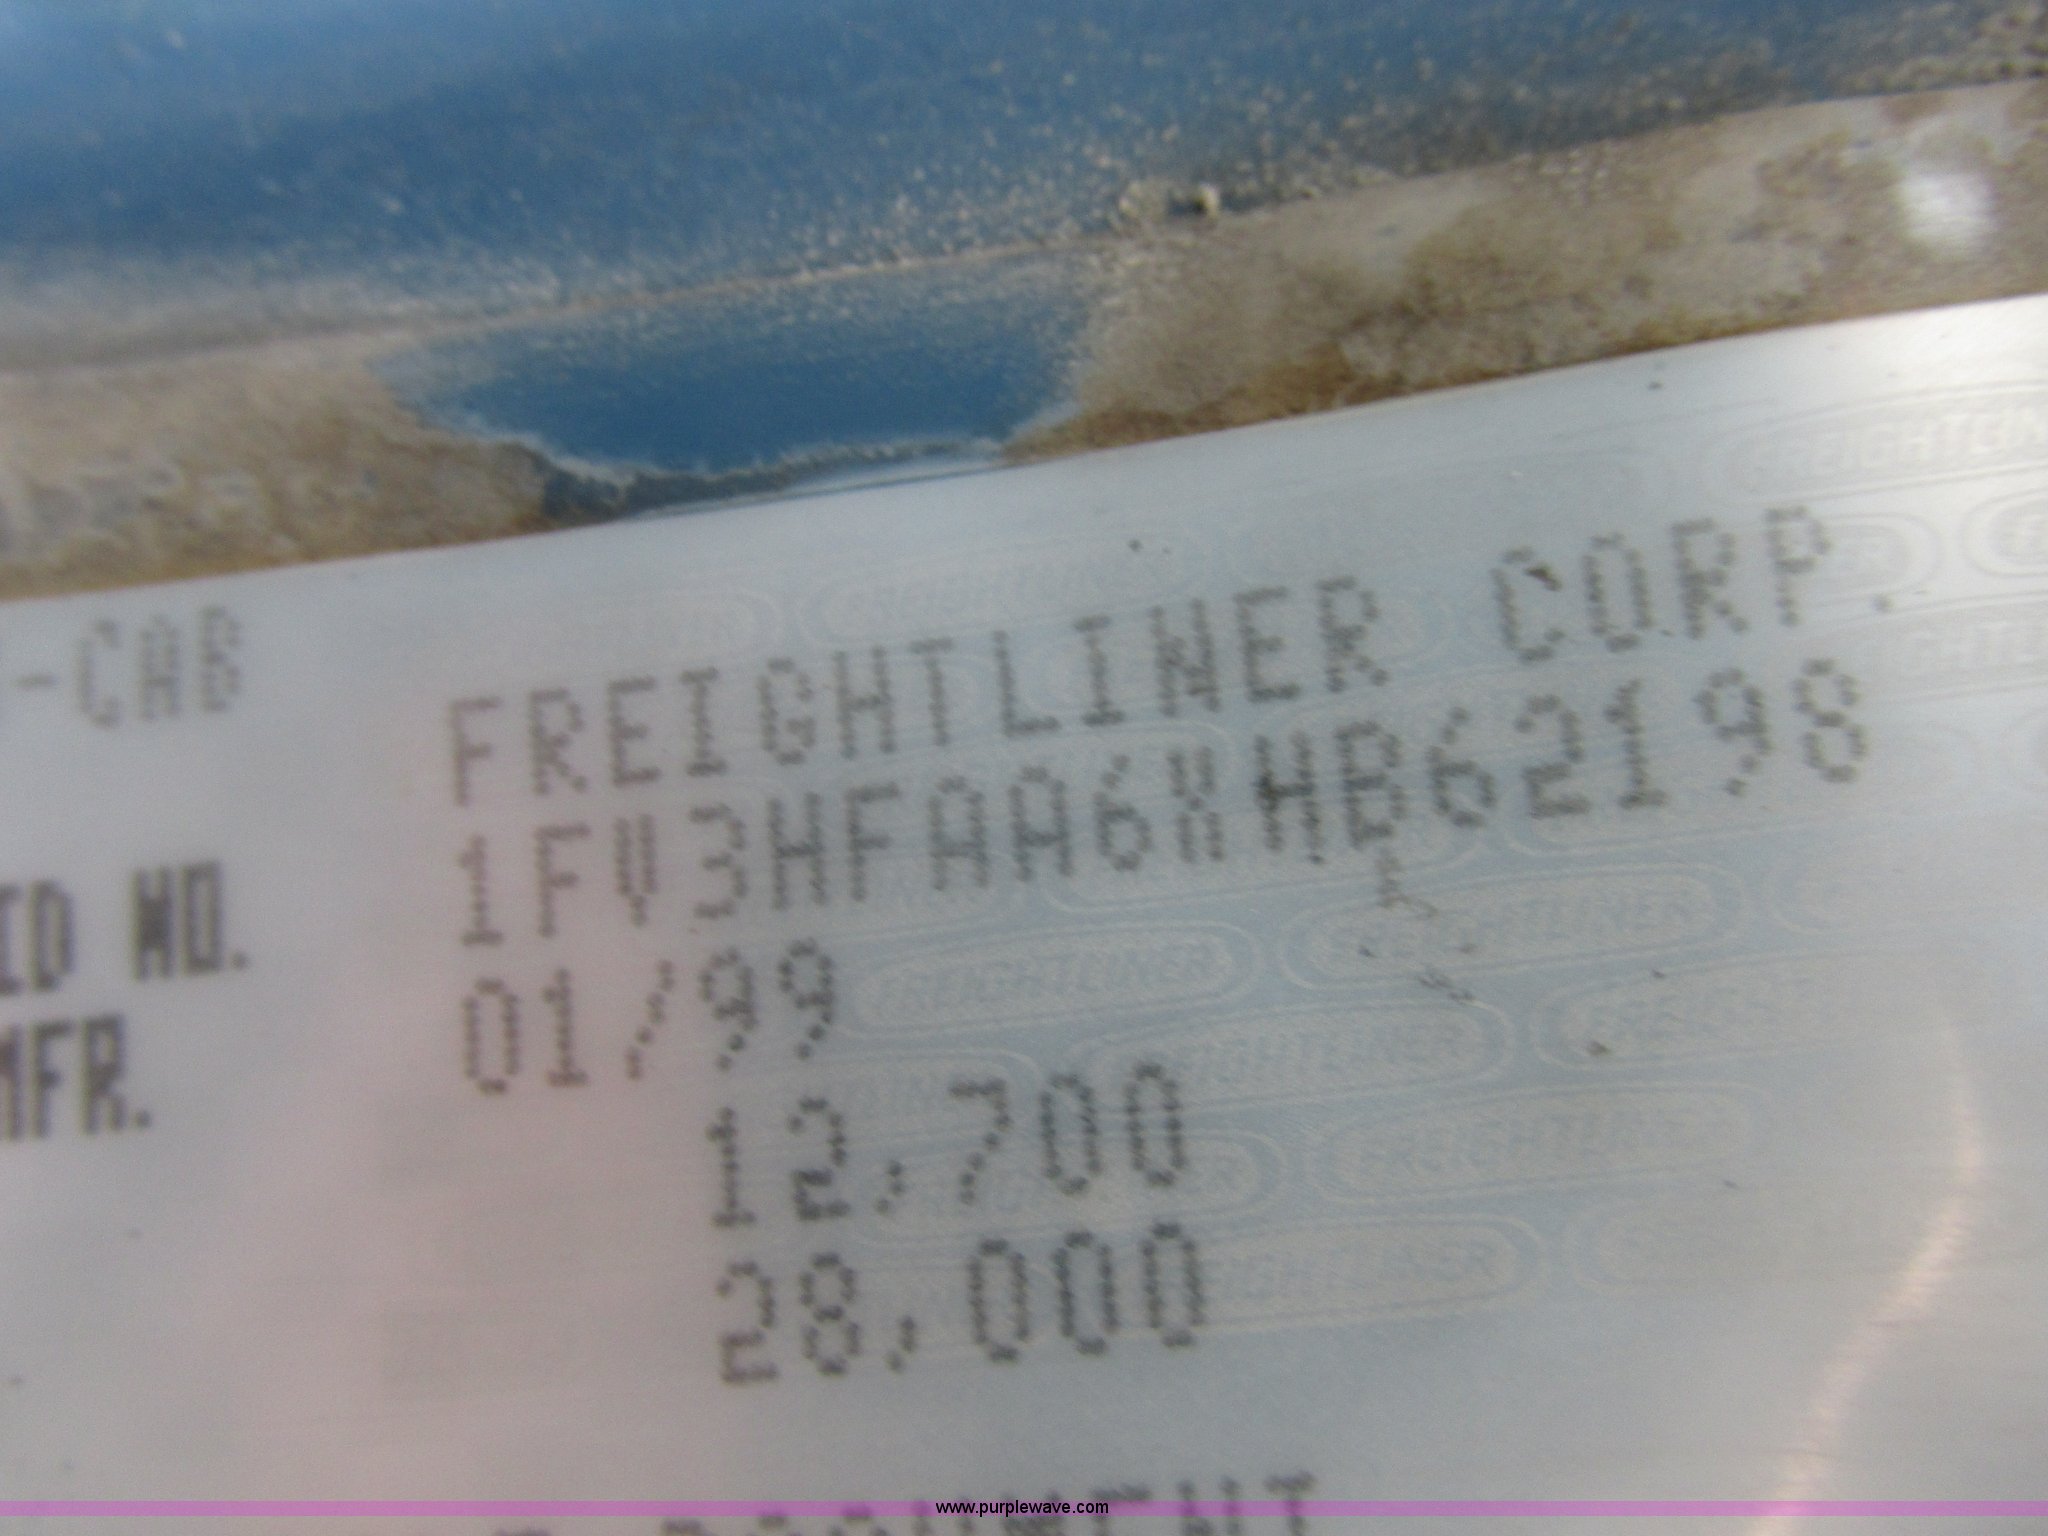 -CAB
FREIGHTLINER CORP.
ID NO. 1FV3HFAA6XHB62198
MFR. 01/99
12,700
28,000
www.purplewave.com